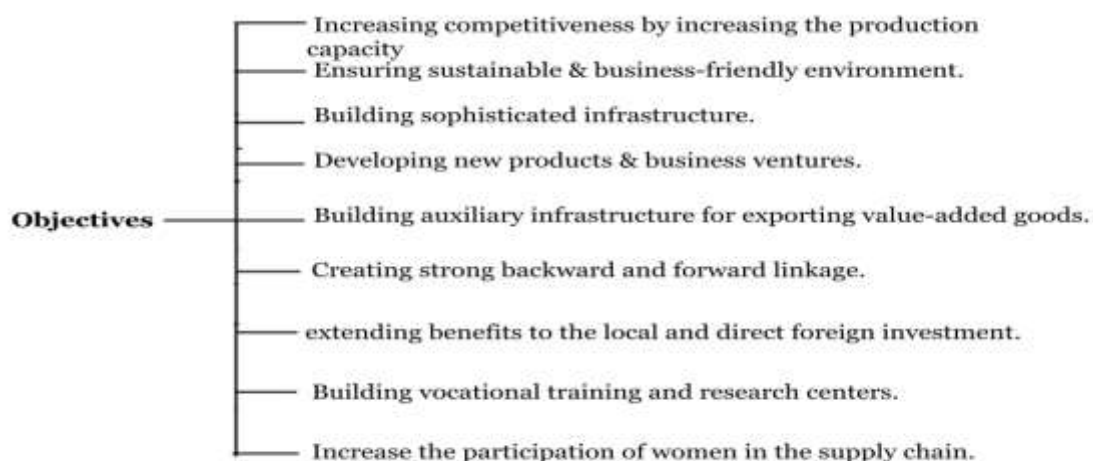 Increasing competitiveness by increasing the production
capacity
Ensuring sustainable & business-friendly environment.
Building sophisticated infrastructure.
Developing new products & business ventures.
Objectives
Building auxiliary infrastructure for exporting value-added goods.
Creating strong backward and forward linkage.
extending benefits to the local and direct foreign investment.
Building vocational training and research centers.
Increase the participation of women in the supply chain.